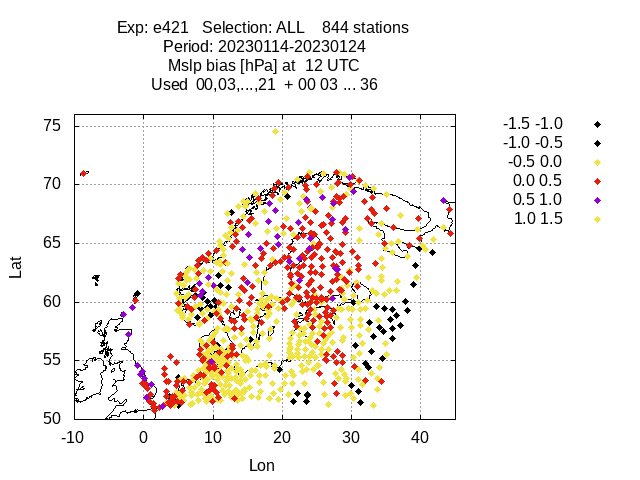 Exp: e421   Selection: ALL    844 stations
Period: 20230114-20230124
Mslp bias [hPa] at  12 UTC
Used  00,03,...,21  + 00 03 ... 36
75
70
65
60
55
50
Lat
-10 0 10 20 30 40
Lon
-1.5 -1.0
-1.0 -0.5
-0.5 0.0
0.0 0.5
0.5 1.0
1.0 1.5